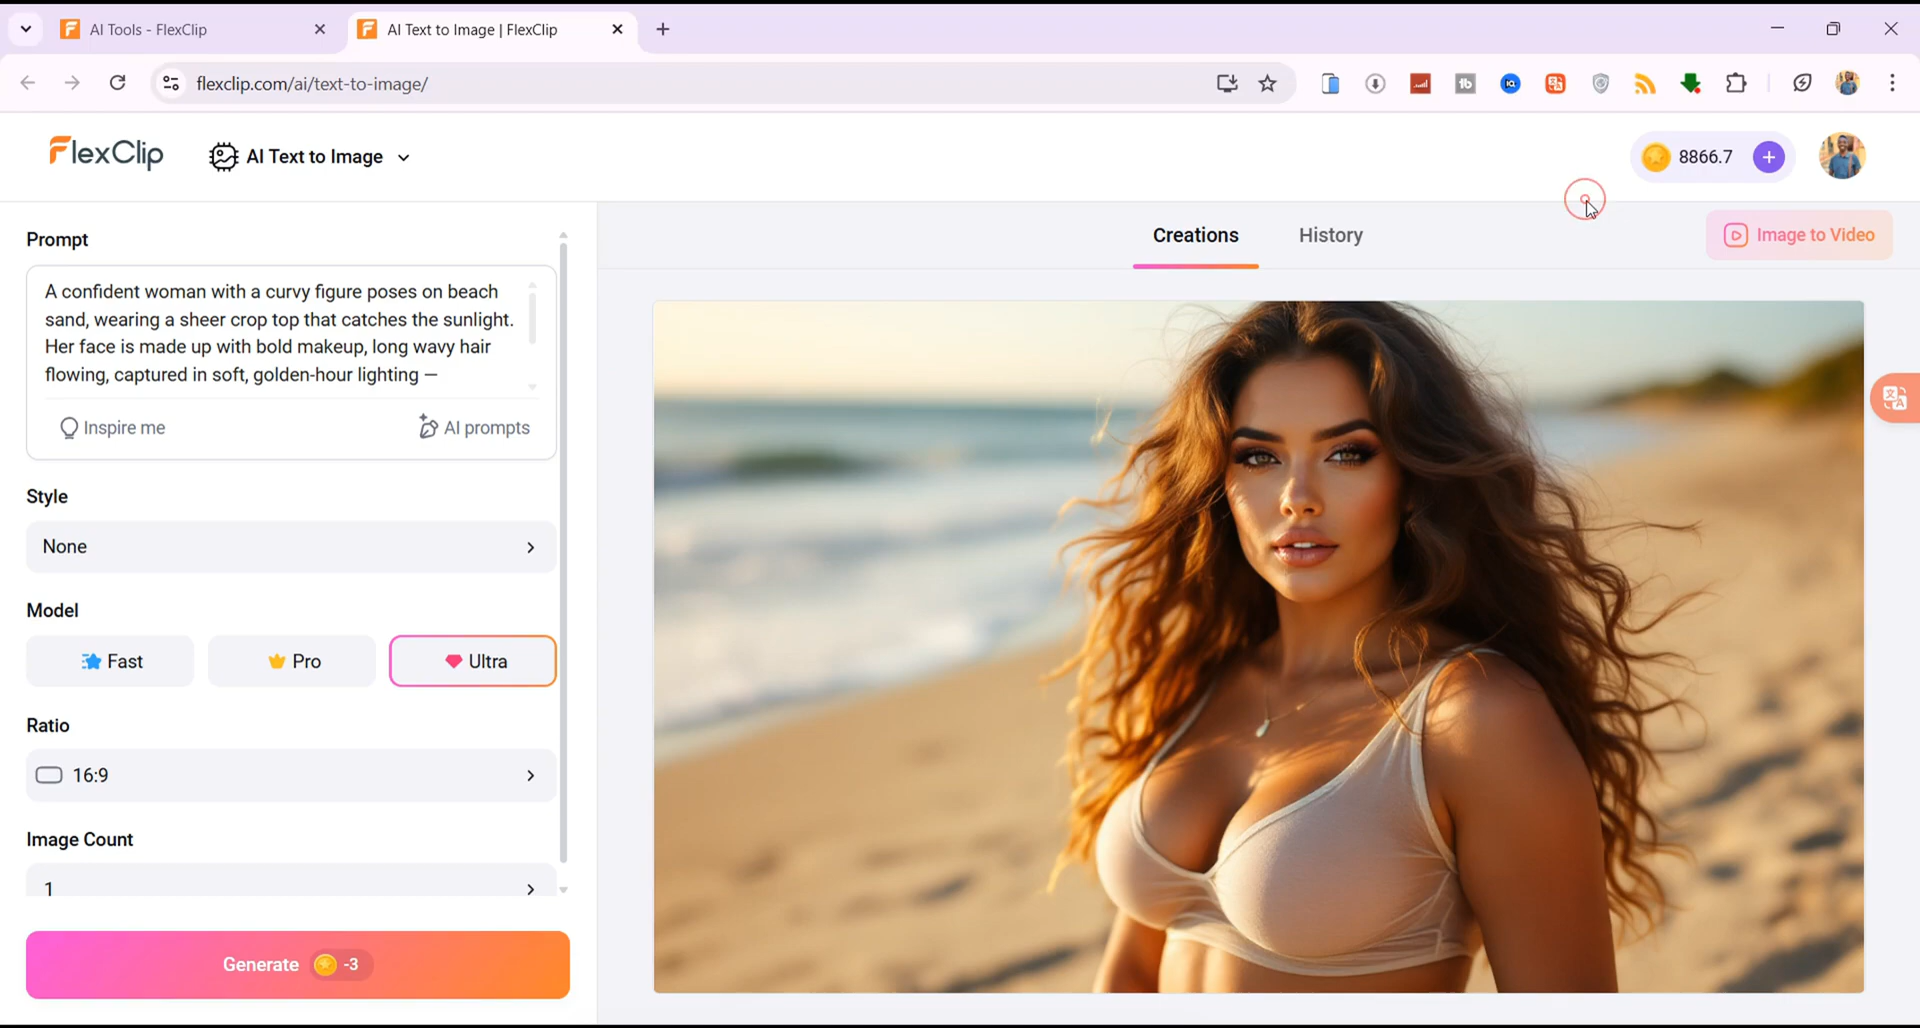 AI Tools - FlexClip
AI Text to Image | FlexClip
flexclip.com/ai/text-to-image/
FlexClip
AI Text to Image
8866.7
Prompt
A confident woman with a curvy figure poses on beach
sand, wearing a sheer crop top that catches the sunlight.
Her face is made up with bold makeup, long wavy hair
flowing, captured in soft, golden-hour lighting —
Inspire me
AI prompts
Style
None
Model
Fast
Pro
Ultra
Ratio
16:9
Image Count
1
Generate -3
Creations
History
Image to Video